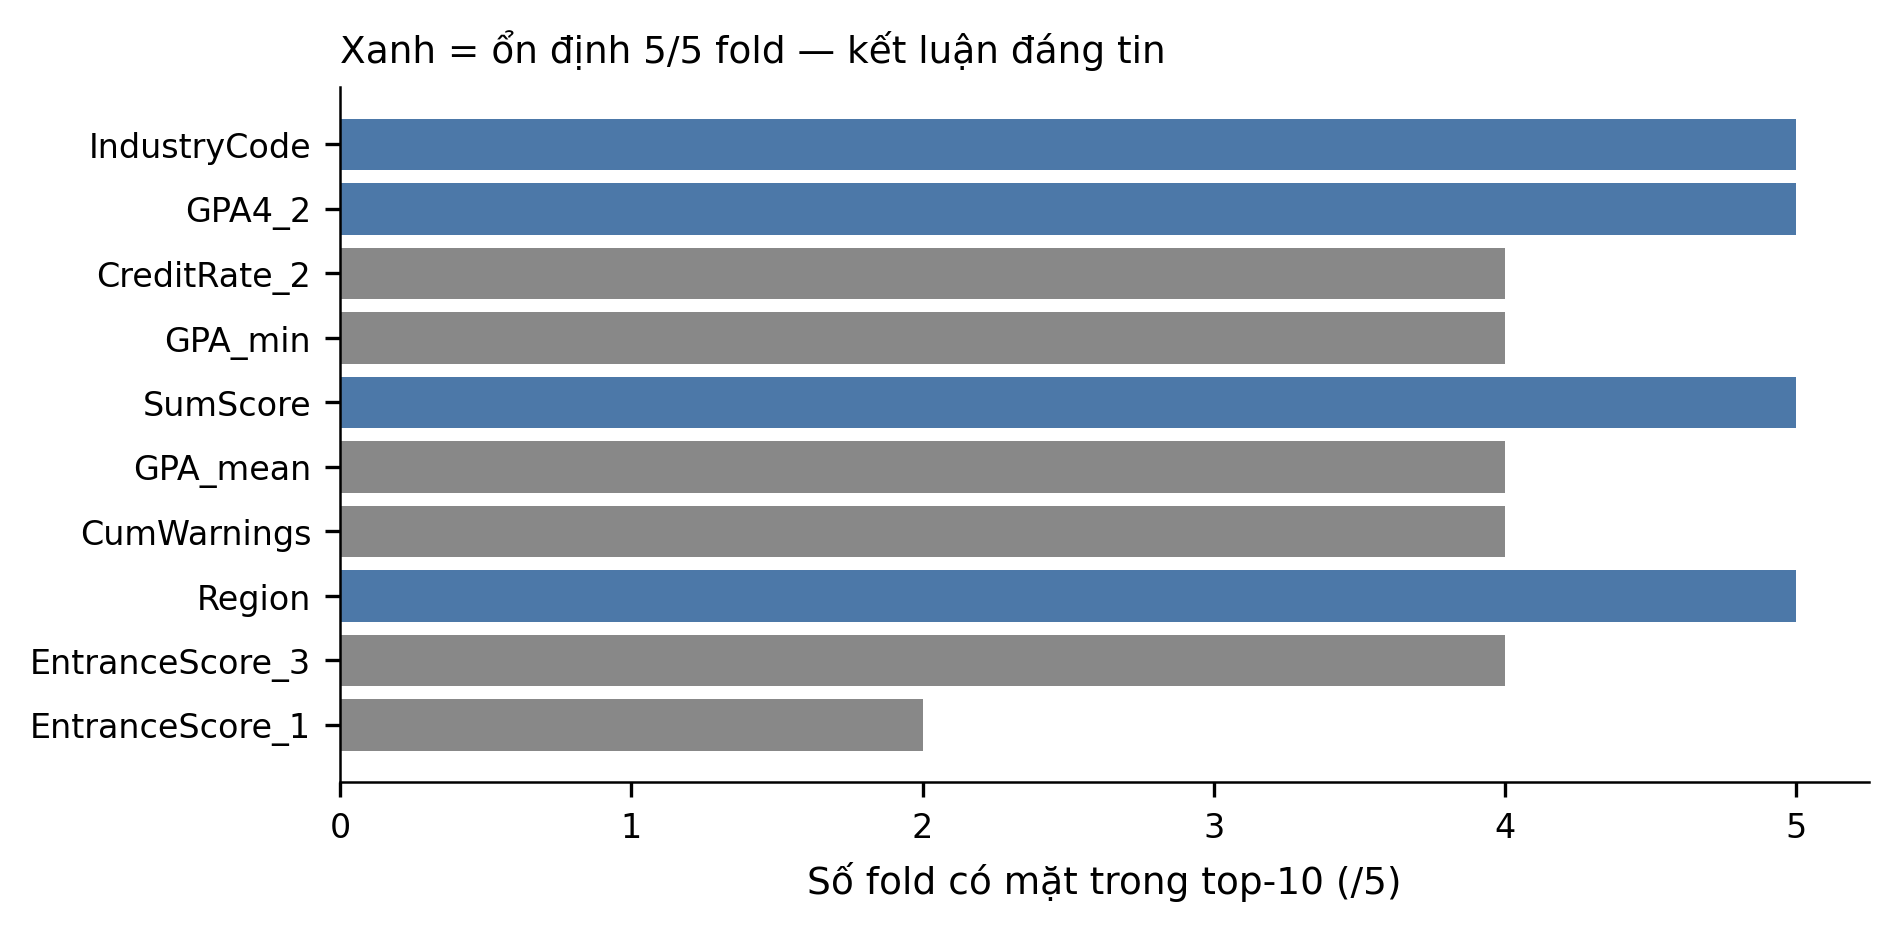 Xanh = ổn định 5/5 fold — kết luận đáng tin
IndustryCode
GPA4_2
CreditRate_2
GPA_min
SumScore
GPA_mean
CumWarnings
Region
EntranceScore_3
EntranceScore_1
0 1 2 3 4 5
Số fold có mặt trong top-10 (/5)